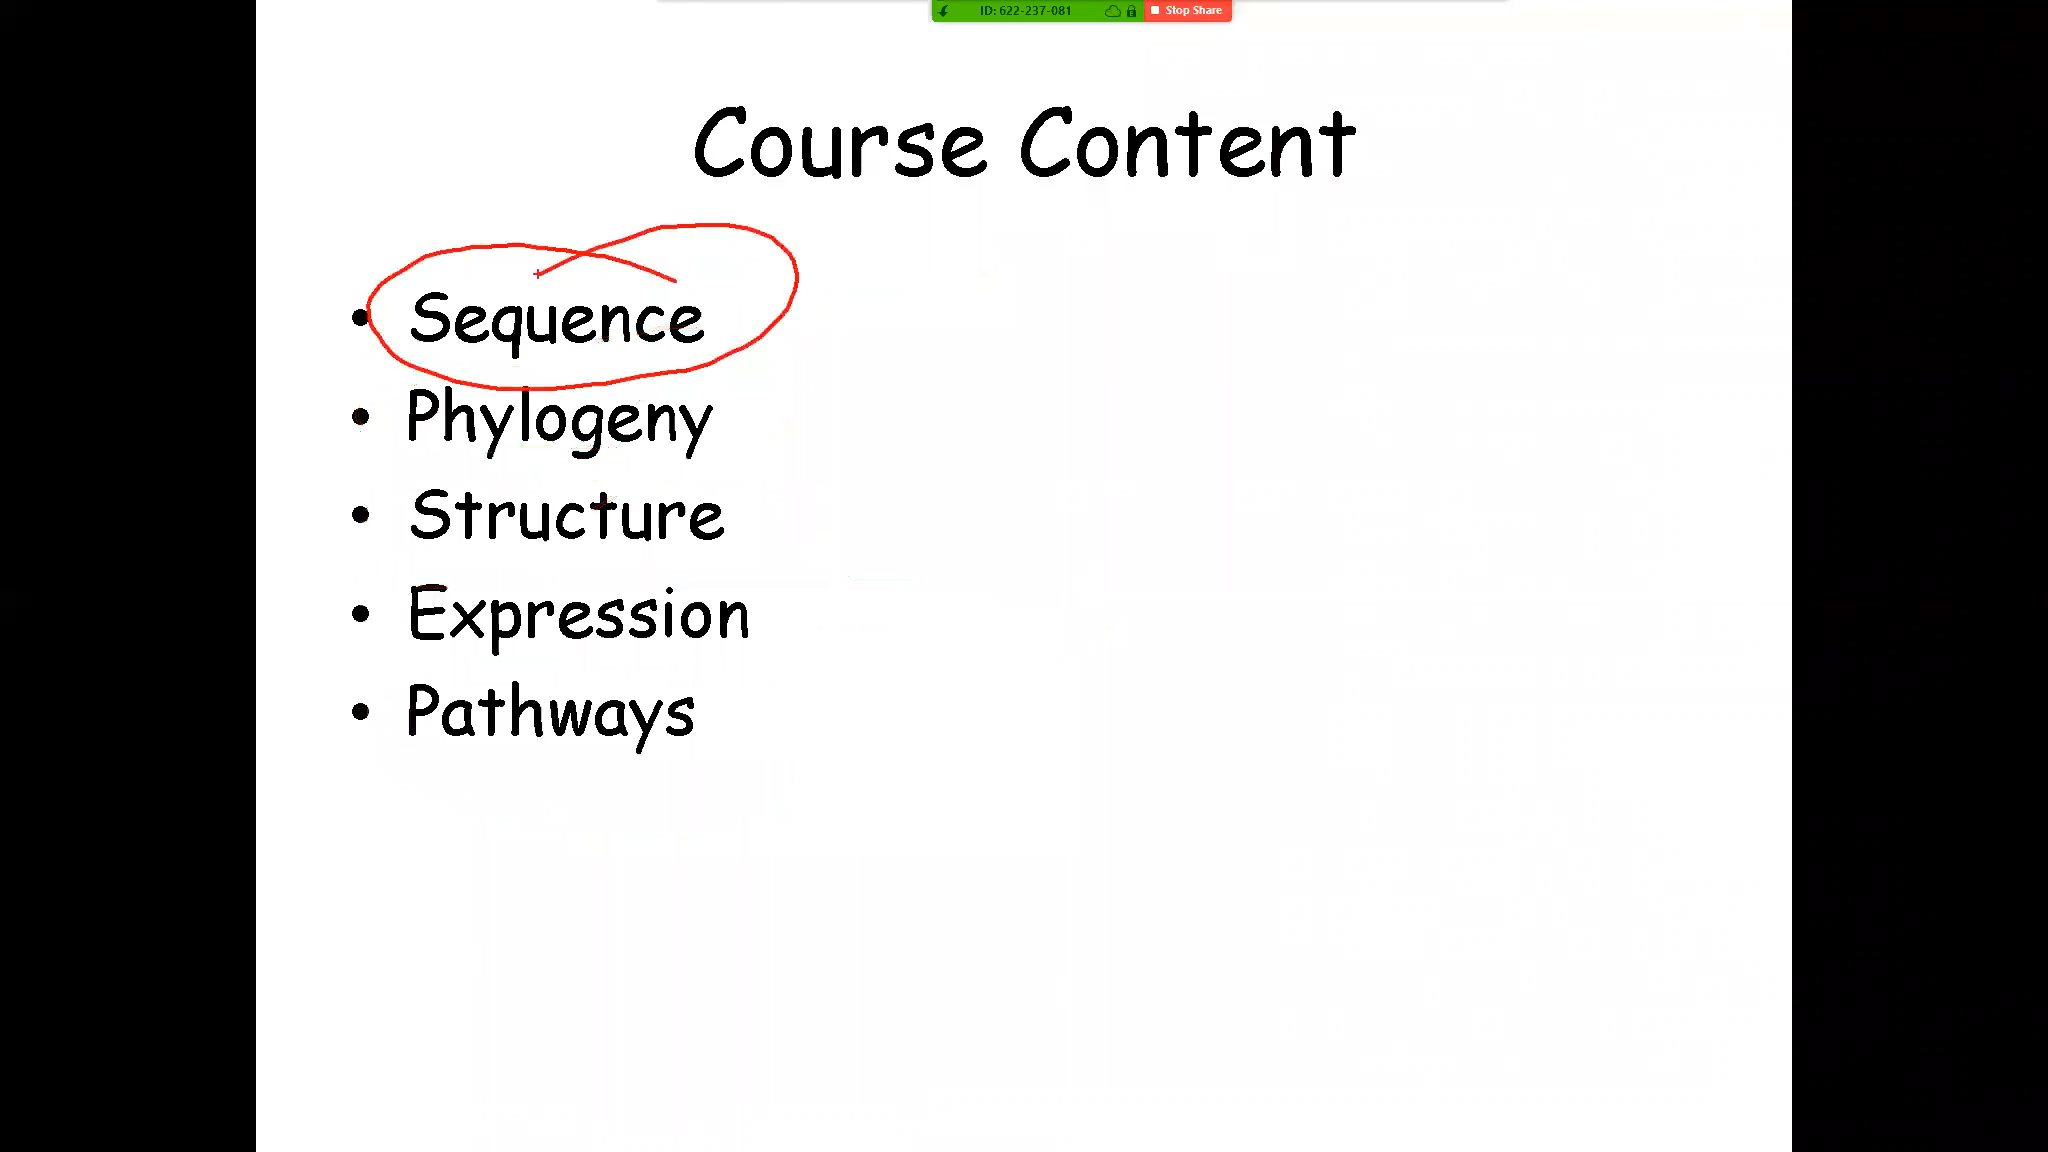 ID: 622-237-081 Stop Share
Course Content
• Sequence
• Phylogeny
• Structure
• Expression
• Pathways